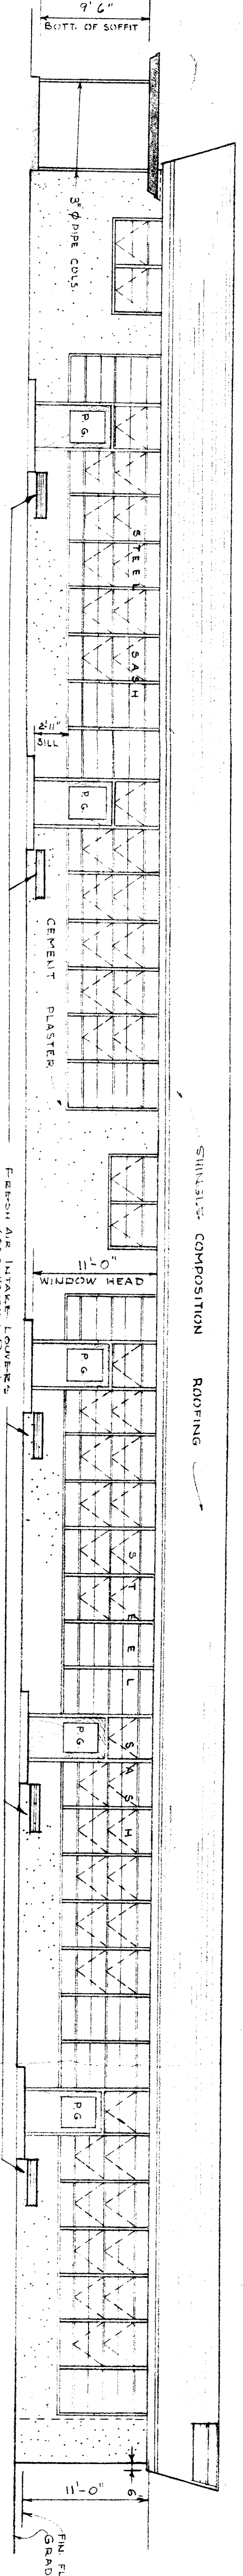 9'6"
BOTT. OF SOFFIT
3" Φ PIPE COLS.
P.G
STEEL SASH
2'11"
SILL
P.G
CEMENT PLASTER
SHINGLE COMPOSITION ROOFING
11'-0"
WINDOW HEAD
P.G
FRESH AIR INTAKE LOUVERS
STEEL SASH
P.G
P.G
11'-0"
6"
FIN. FL
GRAD